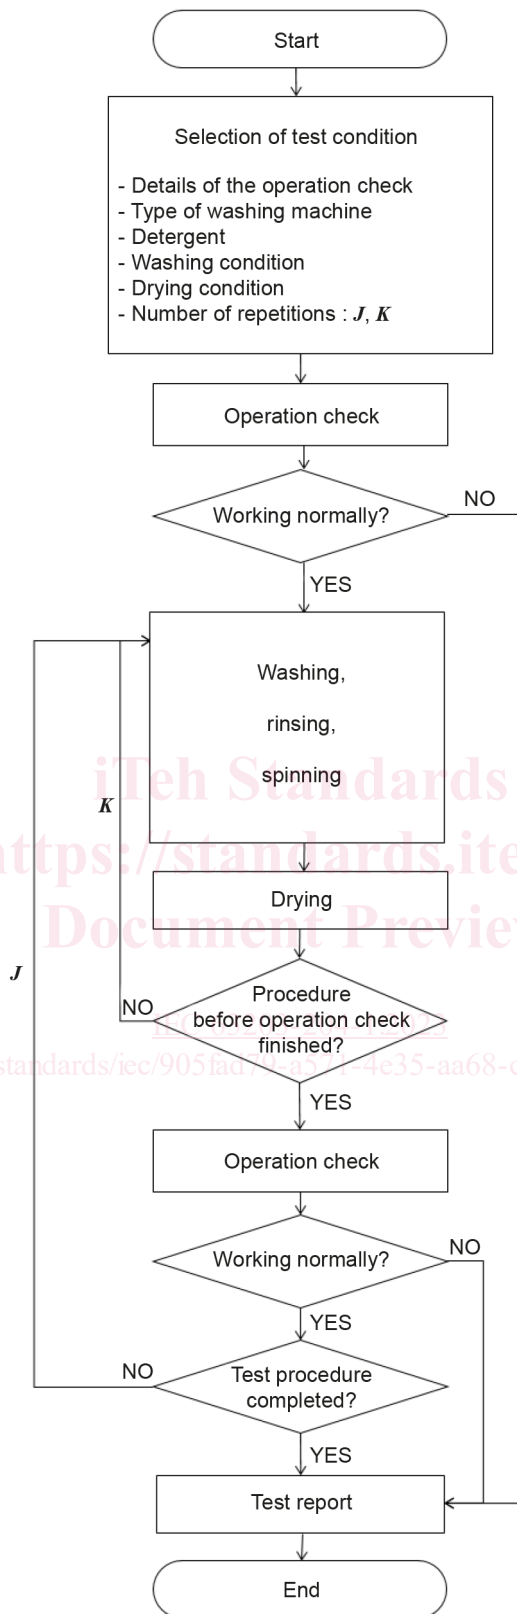 Start
Selection of test condition
- Details of the operation check
- Type of washing machine
- Detergent
- Washing condition
- Drying condition
- Number of repetitions : J, K
Operation check
Working normally?
NO
YES
Washing,
rinsing,
spinning
iTeh Standards
K
https://standards.ite
Drying
Document Preview
J
Procedure
before operation check
finished?
NO
YES
Operation check
Working normally?
NO
YES
Test procedure
completed?
NO
YES
Test report
End